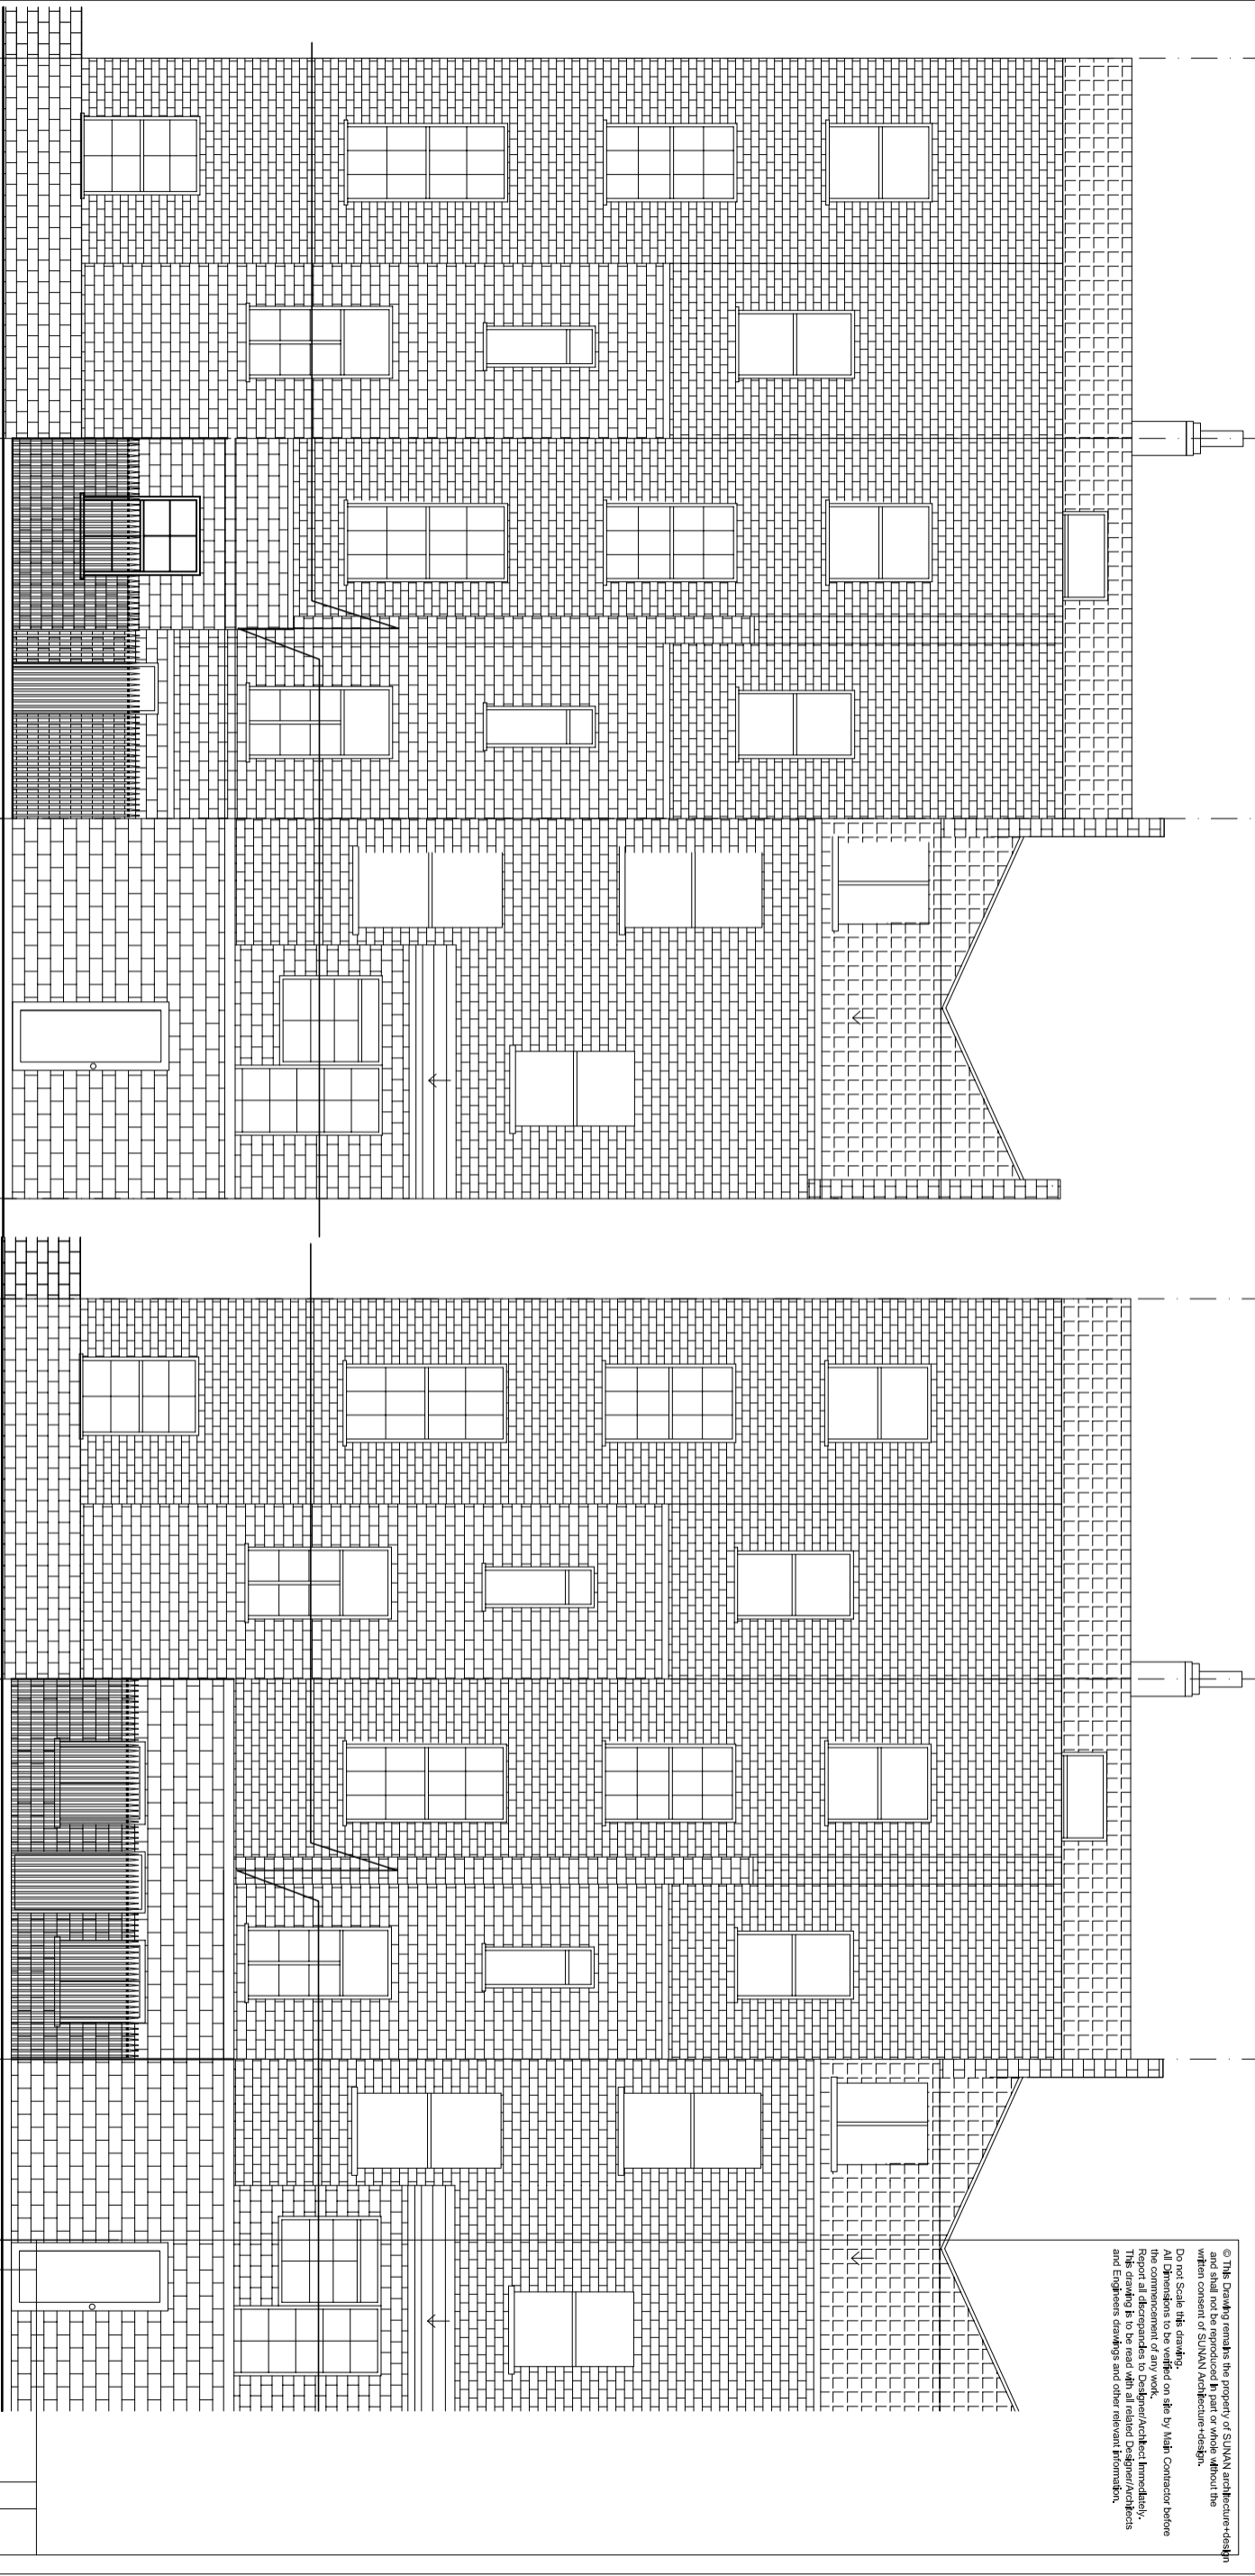 © This Drawing remains the property of SUNAN architecture+design
and shall not be reproduced in part or whole without the
written consent of SUNAN Architecture+design.
Do not Scale this drawing.
All Dimensions to be verified on site by Main Contractor before
the commencement of any work.
Report all discrepancies to Designer/Architect immediately.
This drawing is to be read with all related Designer/Architects
and Engineers drawings and other relevant information.